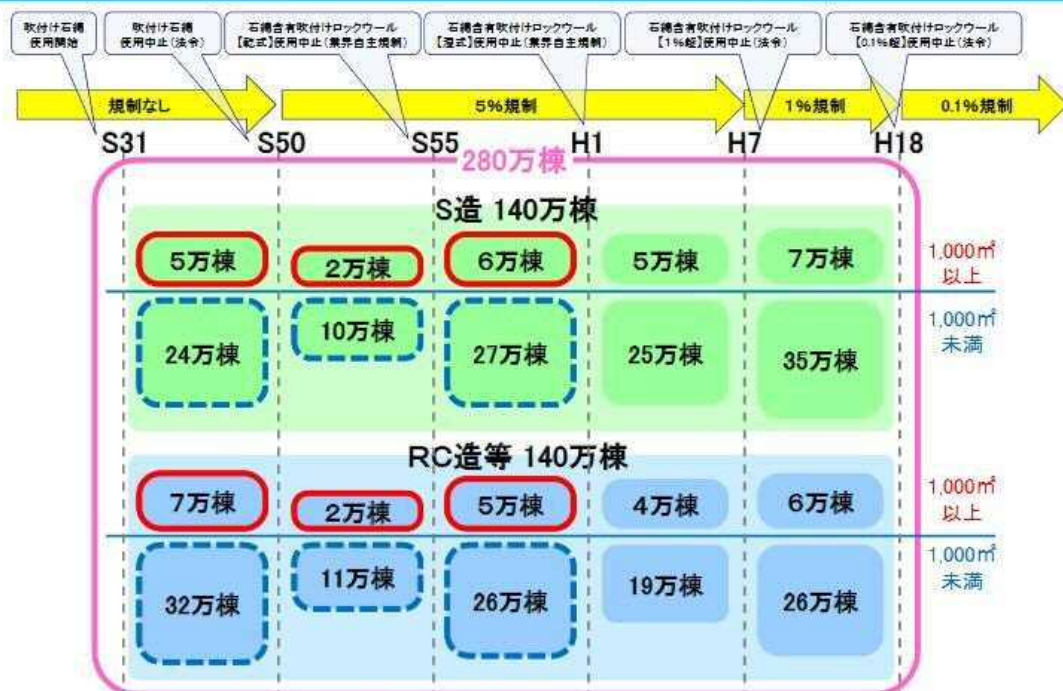 吹付け石綿
使用開始
吹付け石綿
使用中止(法令)
石綿含有吹付けロックウール
【乾式】使用中止(業界自主規制)
石綿含有吹付けロックウール
【湿式】使用中止(業界自主規制)
石綿含有吹付けロックウール
【1%超】使用中止(法令)
石綿含有吹付けロックウール
【0.1%超】使用中止(法令)
規制なし
5%規制
1%規制
0.1%規制
S31
S50
S55
H1
H7
H18
280万棟
S造 140万棟
5万棟
2万棟
6万棟
5万棟
7万棟
1,000㎡
以上
24万棟
10万棟
27万棟
25万棟
35万棟
1,000㎡
未満
RC造等 140万棟
7万棟
2万棟
5万棟
4万棟
6万棟
1,000㎡
以上
32万棟
11万棟
26万棟
19万棟
26万棟
1,000㎡
未満